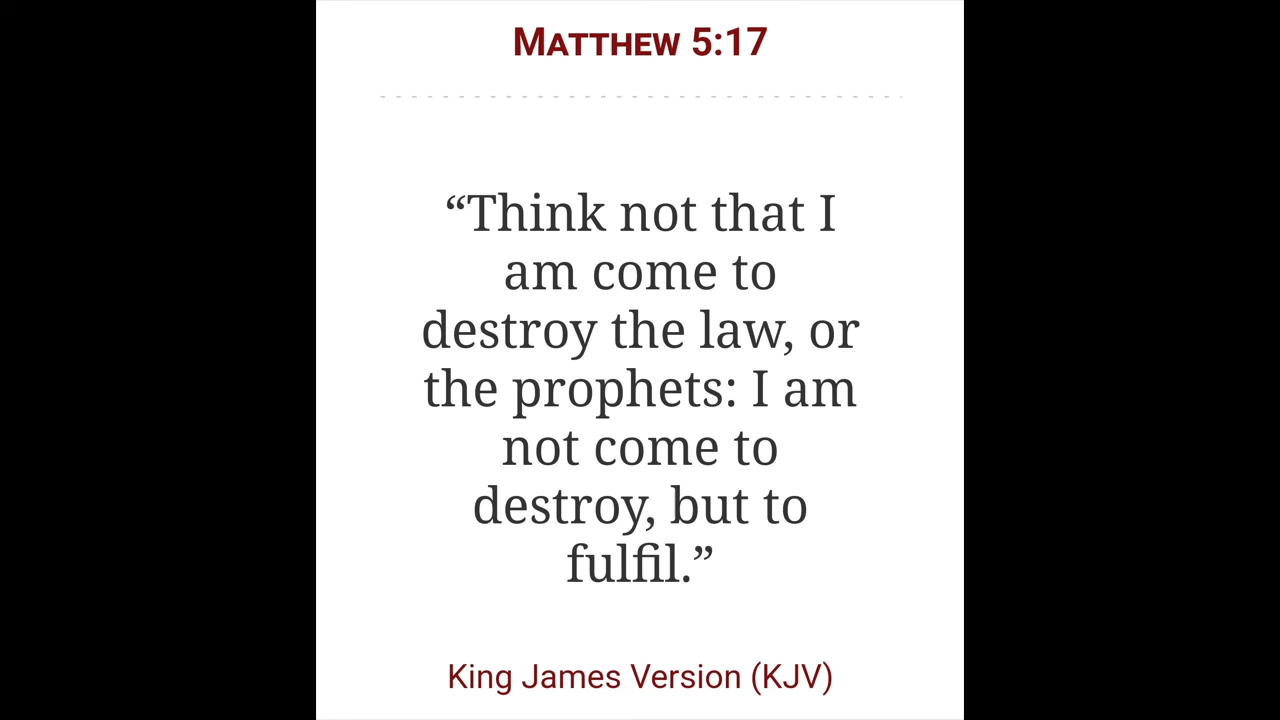 Matthew 5:17
“Think not that I
am come to
destroy the law, or
the prophets: I am
not come to
destroy, but to
fulfil.”
King James Version (KJV)